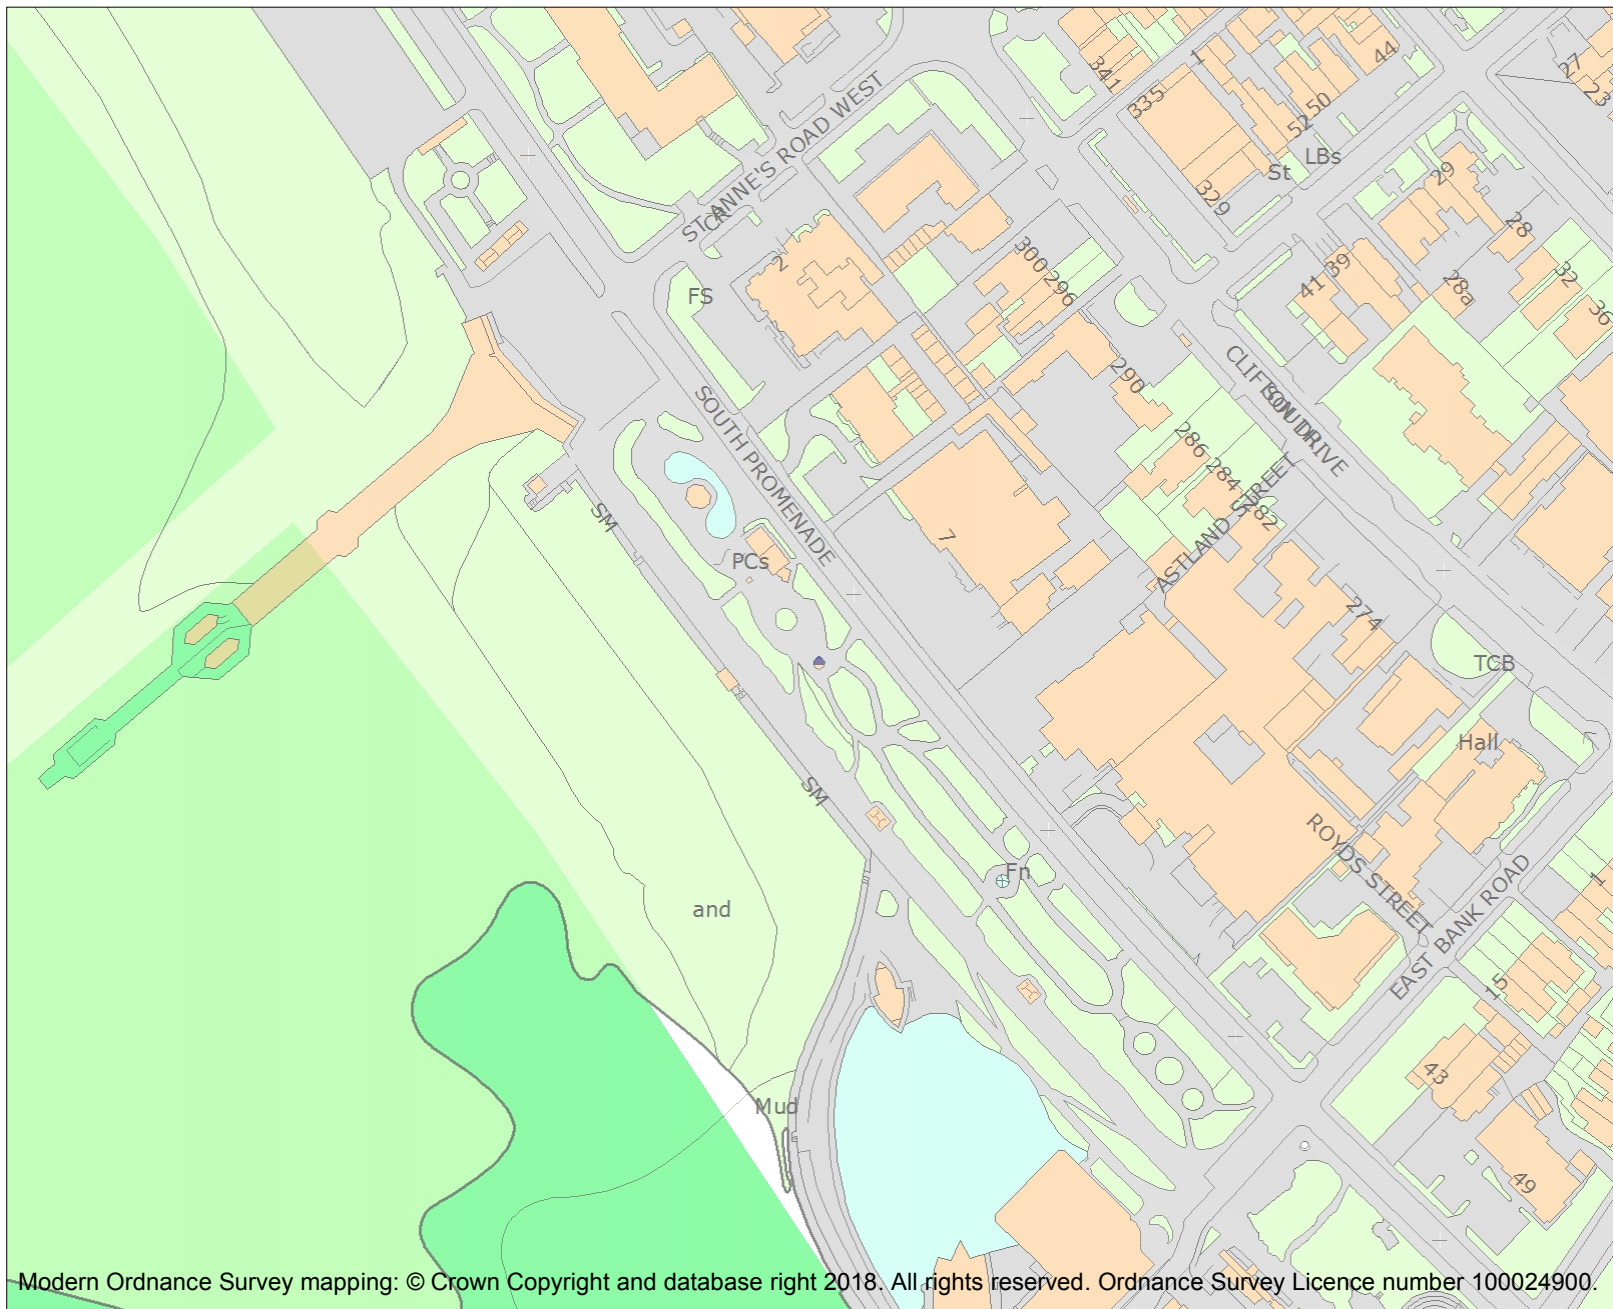 341
335
1
44
27
23
50
52
LBs
St
329
29
28
ST ANNE'S ROAD WEST
CR
2
FS
300
296
41
39
28a
32
36
290
CLIFTON DRIVE
286
284
282
SOUTH PROMENADE
7
ASTLAND STREET
SM
PCs
274
TCB
Hall
SM
ROYDS STREET
Fn
EAST BANK ROAD
1
and
15
43
Mud
49
Modern Ordnance Survey mapping: © Crown Copyright and database right 2018. All rights reserved. Ordnance Survey Licence number 100024900.